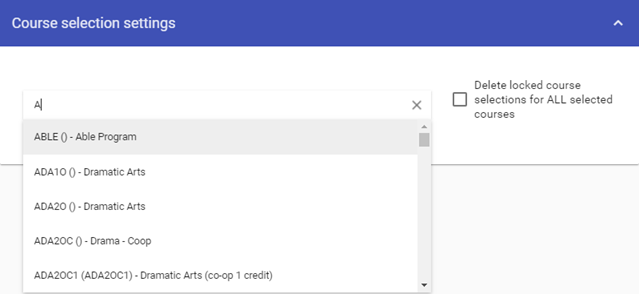 Course selection settings
A
Delete locked course
selections for ALL selected
courses
ABLE () - Able Program
ADA1O () - Dramatic Arts
ADA2O () - Dramatic Arts
ADA2OC () - Drama - Coop
ADA2OC1 (ADA2OC1) - Dramatic Arts (co-op 1 credit)